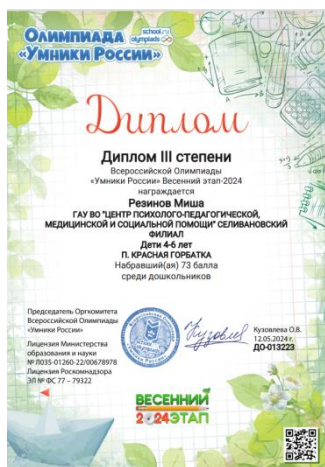 Олимпиада
«Умники России»
school.ru
olympiads
Диплом
Диплом III степени
Всероссийской Олимпиады
«Умники России» Весенний этап-2024
награждается
Резинов Миша
ГАУ ВО "ЦЕНТР ПСИХОЛОГО-ПЕДАГОГИЧЕСКОЙ,
МЕДИЦИНСКОЙ И СОЦИАЛЬНОЙ ПОМОЩИ" СЕЛИВАНОВСКИЙ
ФИЛИАЛ
Дети 4-6 лет
П. КРАСНАЯ ГОРБАТКА
Набравший(ая) 73 балла
среди дошкольников
Председатель Оргкомитета
Всероссийской Олимпиады
«Умники России»
Лицензия Министерства
образования и науки
№ Л035-01260-22/00678978
Лицензия Роскомнадзора
ЭЛ № ФС 77 – 79322
Кузовлев
Кузовлева О.В.
12.05.2024 г.
ДО-013223
ВЕСЕННИЙ
2024ЭТАП